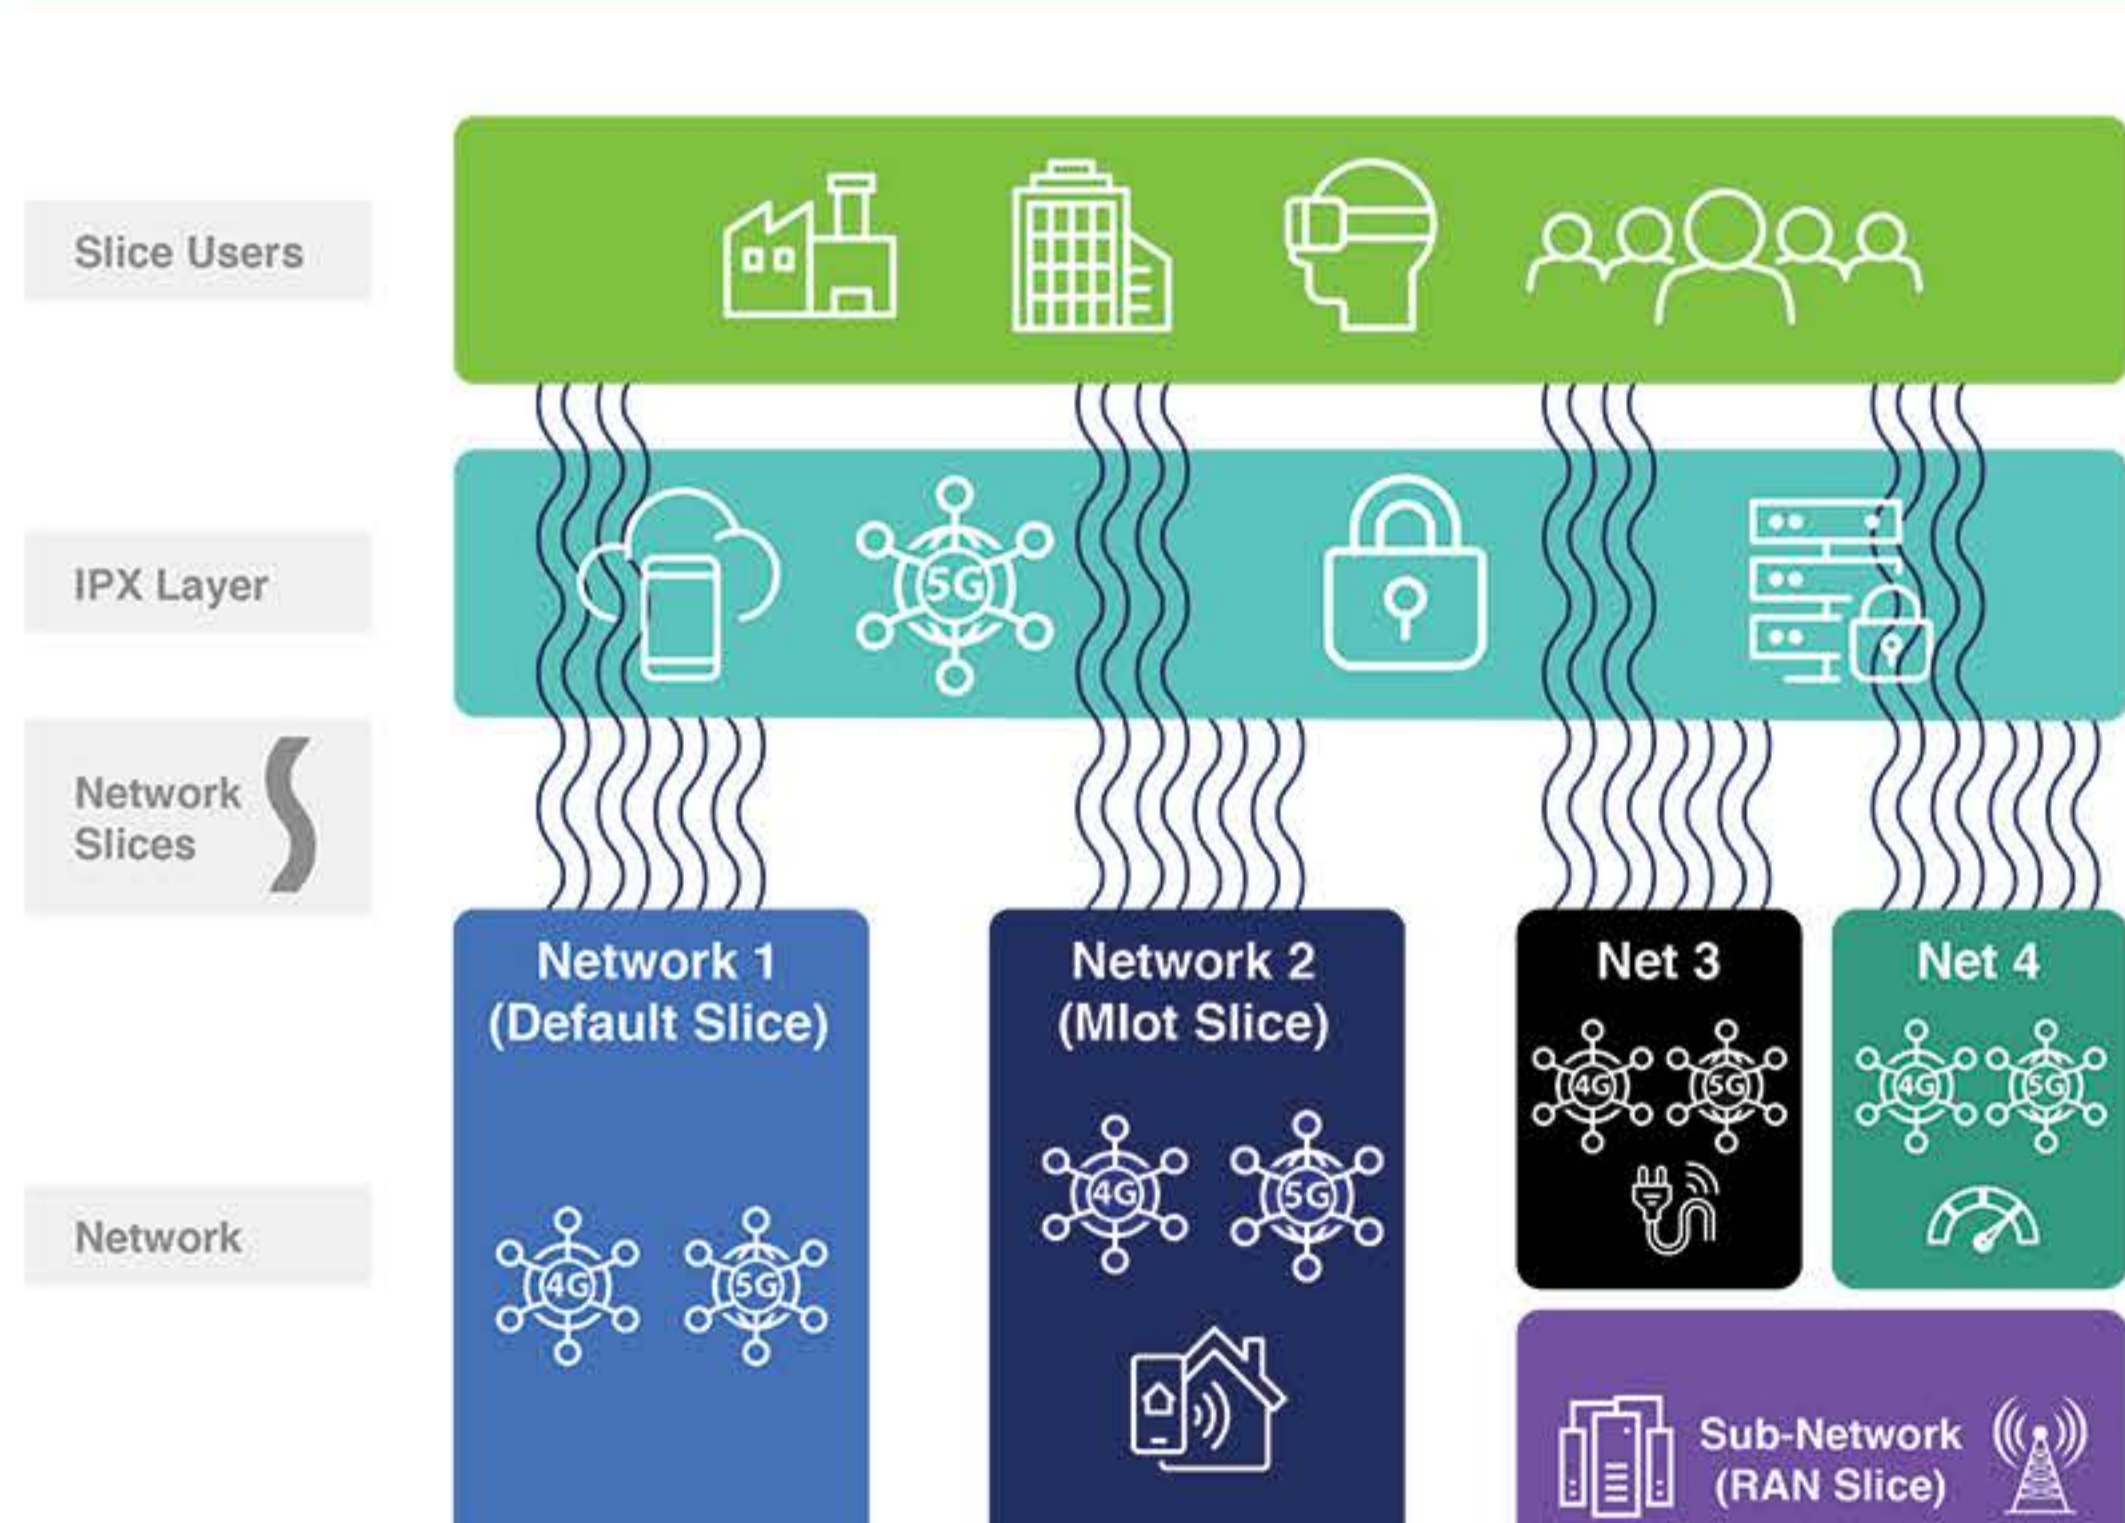 Slice Users
IPX Layer
5G
Network
Slices
Network 1
(Default Slice)
Network 2
(MIot Slice)
Net 3
Net 4
4G
5G
4G
5G
4G
5G
4G
5G
Network
Sub-Network
(RAN Slice)